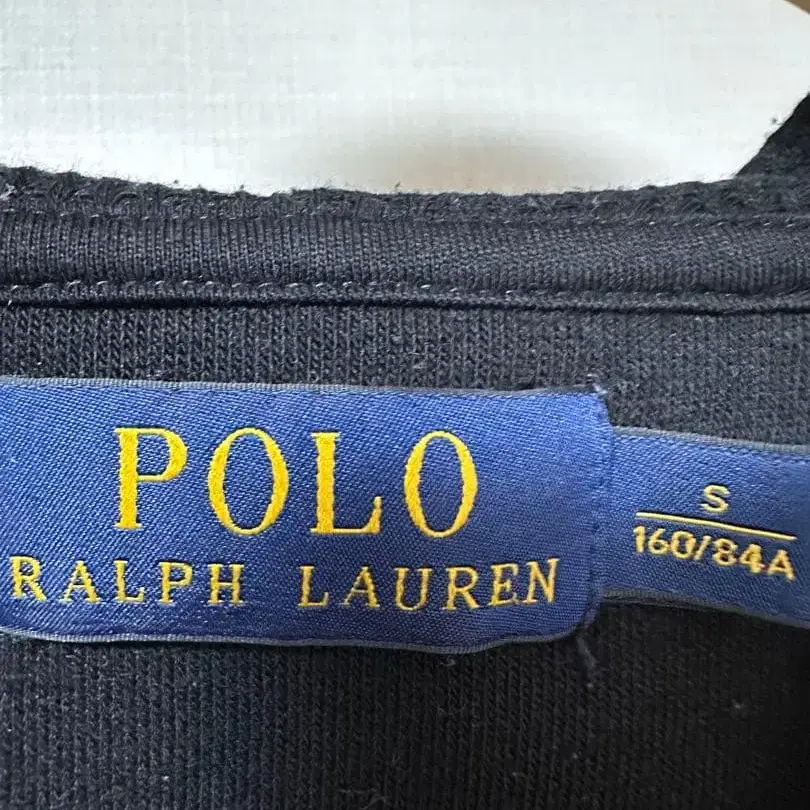 POLO
RALPH LAUREN
S
160/84A